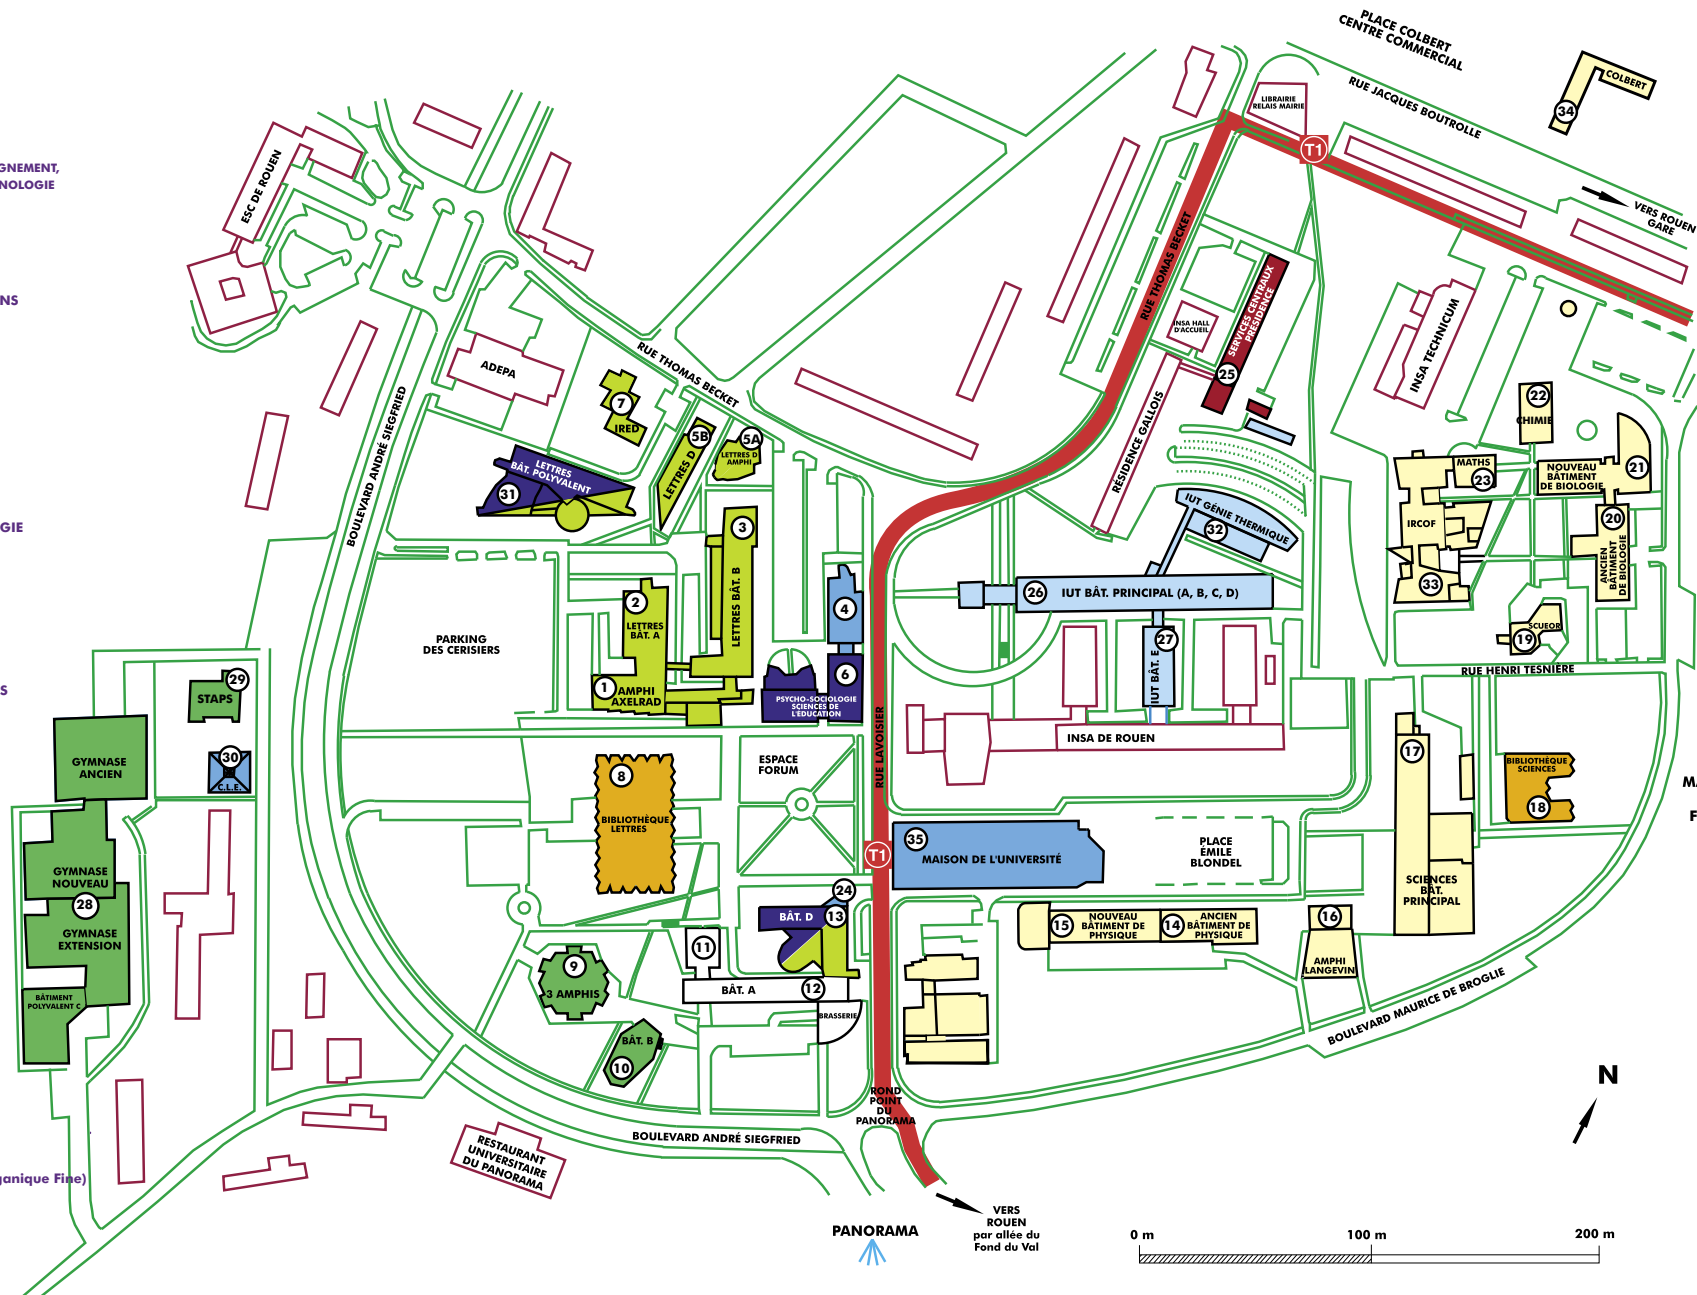 PLACE COLBERT
CENTRE COMMERCIAL
COLBERT
34
RUE JACQUES BOUTROLLE
LIBRAIRIE
RELAIS MAIRIE
T1
VERS ROUEN
GARE
GNEMENT,
NOLOGIE
ESC DE ROUEN
NS
RUE THOMAS BECKET
INSA HALL
D'ACCUEIL
SERVICES CENTRAUX
PRÉSIDENCE
25
INSA TECHNICUM
ADEPA
RUE THOMAS BECKET
7
IRED
BOULEVARD ANDRÉ SIEGFRIED
RÉSIDENCE GALLOIS
22
CHIMIE
5B
LETTRES D
5A
LETTRES D
AMPHI
LETTRES
BÂT. POLYVALENT
31
MATHS
23
NOUVEAU
BÂTIMENT
DE BIOLOGIE
21
IUT GÉNIE THERMIQUE
32
IRCOF
20
ANCIEN
BÂTIMENT
DE BIOLOGIE
33
GIE
3
LETTRES BÂT. B
2
LETTRES
BÂT. A
4
26
IUT BÂT. PRINCIPAL (A, B, C, D)
27
IUT BÂT. E
SCUEOR
19
RUE HENRI TESNIÈRE
PARKING
DES CERISIERS
1
AMPHI
AXELRAD
6
PSYCHO-SOCIOLOGIE
SCIENCES DE
L'ÉDUCATION
S
29
STAPS
30
C.L.E.
GYMNASE
ANCIEN
RUE LAVOISIER
INSA DE ROUEN
17
SCIENCES
BÂT.
PRINCIPAL
BIBLIOTHÈQUE
SCIENCES
18
M
F
8
BIBLIOTHÈQUE
LETTRES
ESPACE
FORUM
T1
35
MAISON DE L'UNIVERSITÉ
PLACE
ÉMILE
BLONDEL
GYMNASE
NOUVEAU
28
GYMNASE
EXTENSION
BÂTIMENT
POLYVALENT C
24
BÂT. D
13
11
15
NOUVEAU
BÂTIMENT DE
PHYSIQUE
14
ANCIEN
BÂTIMENT DE
PHYSIQUE
16
AMPHI
LANGEVIN
9
3 AMPHIS
BÂT. A
12
BRASSERIE
BÂT. B
10
BOULEVARD MAURICE DE BROGLIE
N
ROND
POINT
DU
PANORAMA
BOULEVARD ANDRÉ SIEGFRIED
RESTAURANT
UNIVERSITAIRE
DU PANORAMA
ganique Fine)
PANORAMA
VERS
ROUEN
par allée du
Fond du Val
0 m
100 m
200 m